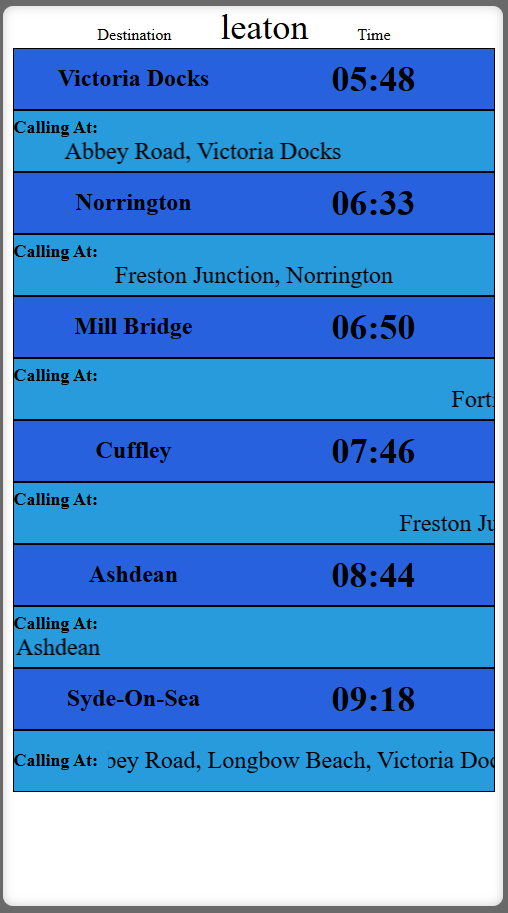 Destination leaton Time
Victoria Docks 05:48
Calling At:
Abbey Road, Victoria Docks
Norrington 06:33
Calling At:
Freston Junction, Norrington
Mill Bridge 06:50
Calling At:
Cuffley 07:46
Calling At:
Freston
Ashdean 08:44
Calling At:
Ashdean
Syde-On-Sea 09:18
Calling At: Road, Longbow Beach, Victoria